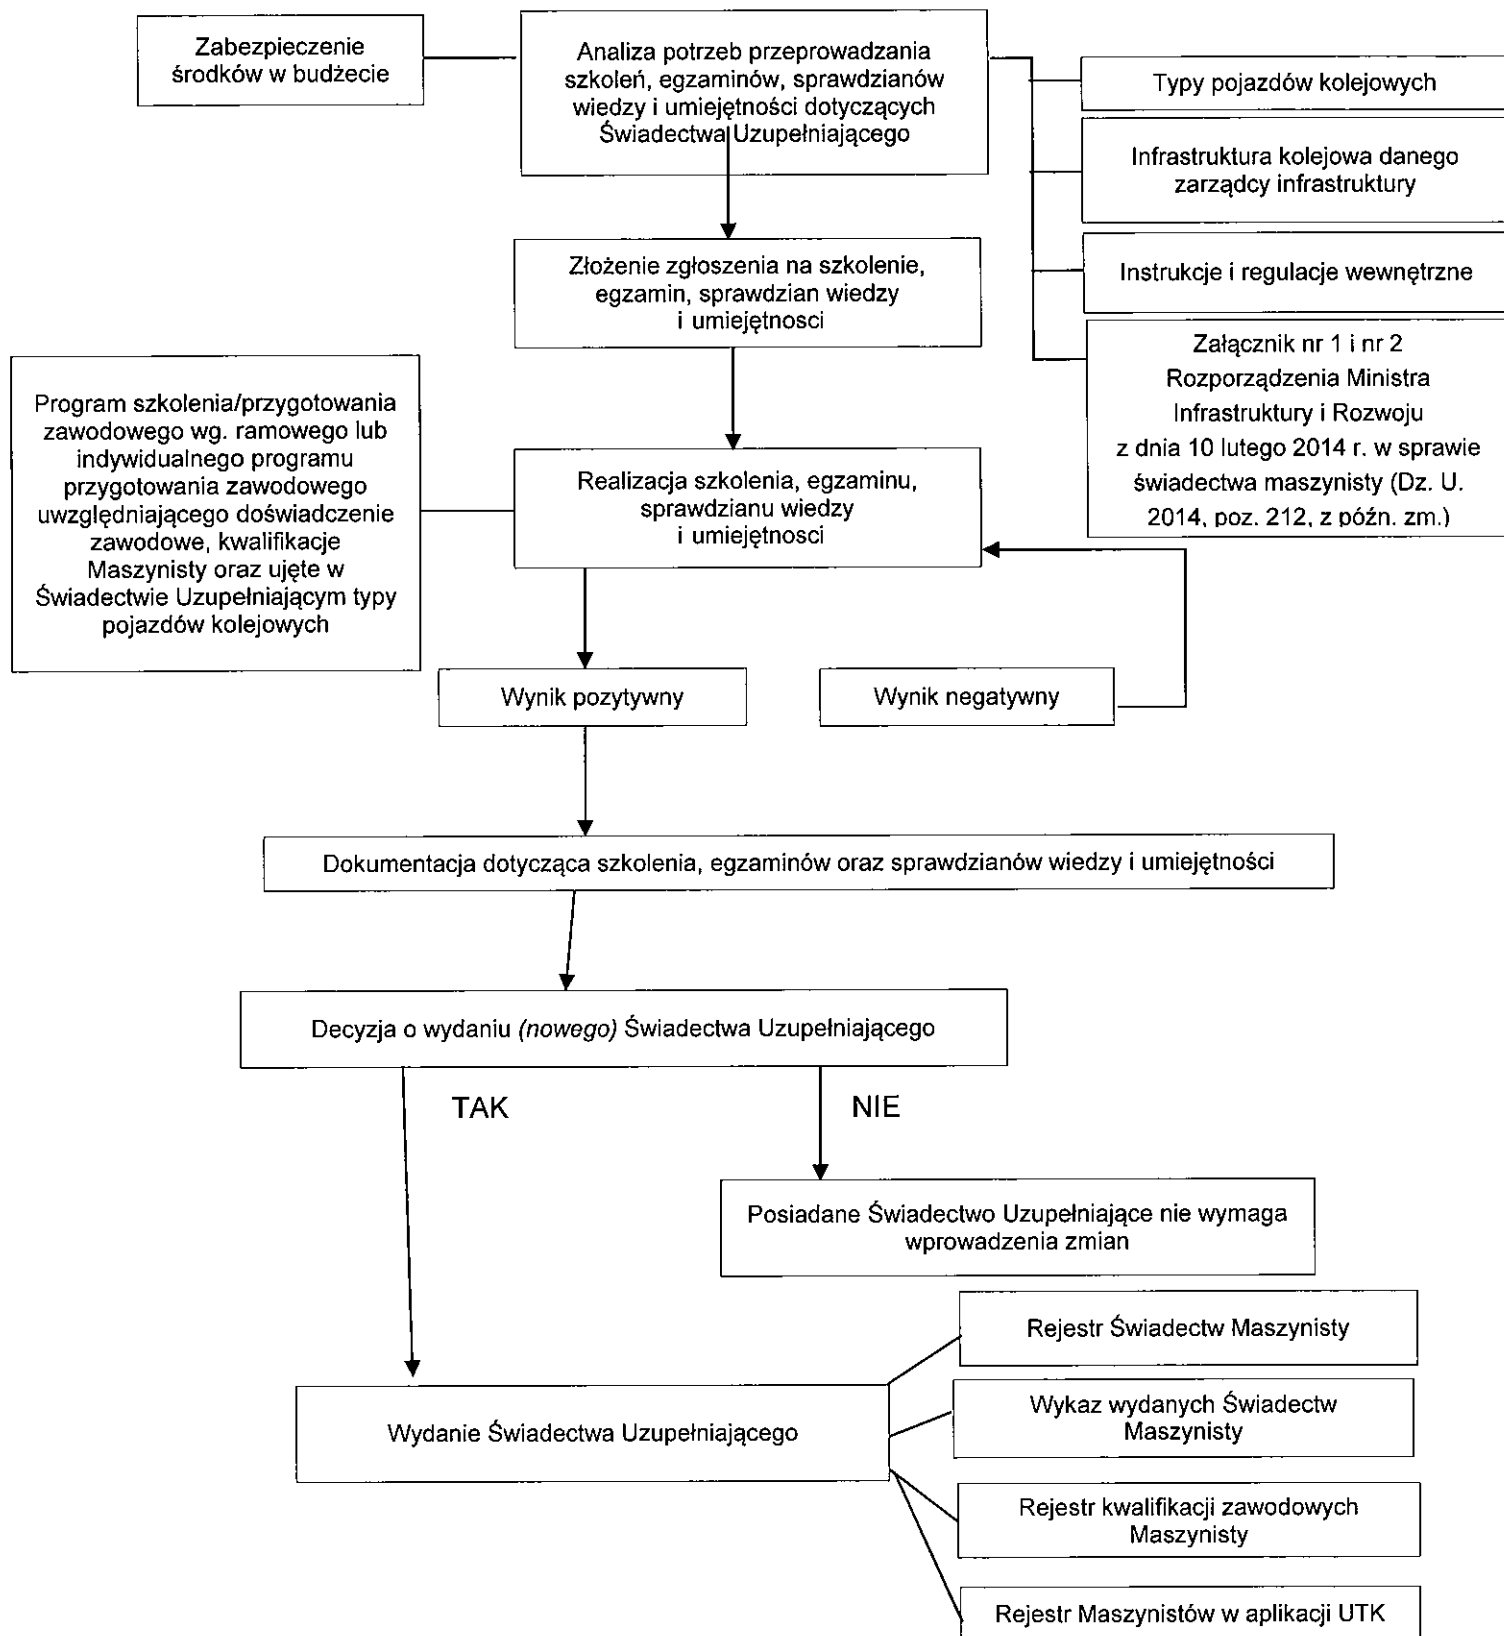 Zabezpieczenie
środków w budżecie
Analiza potrzeb przeprowadzania
szkoleń, egzaminów, sprawdzianów
wiedzy i umiejętności dotyczących
Świadectwa Uzupełniającego
Typy pojazdów kolejowych
Infrastruktura kolejowa danego
zarządcy infrastruktury
Instrukcje i regulacje wewnętrzne
Załącznik nr 1 i nr 2
Rozporządzenia Ministra
Infrastruktury i Rozwoju
z dnia 10 lutego 2014 r. w sprawie
świadectwa maszynisty (Dz. U.
2014, poz. 212, z późn. zm.)
Złożenie zgłoszenia na szkolenie,
egzamin, sprawdzian wiedzy
i umiejętnosci
Program szkolenia/przygotowania
zawodowego wg. ramowego lub
indywidualnego programu
przygotowania zawodowego
uwzględniającego doświadczenie
zawodowe, kwalifikacje
Maszynisty oraz ujęte w
Świadectwie Uzupełniającym typy
pojazdów kolejowych
Realizacja szkolenia, egzaminu,
sprawdzianu wiedzy
i umiejętnosci
Wynik pozytywny
Wynik negatywny
Dokumentacja dotycząca szkolenia, egzaminów oraz sprawdzianów wiedzy i umiejętności
Decyzja o wydaniu (nowego) Świadectwa Uzupełniającego
TAK
NIE
Posiadane Świadectwo Uzupełniające nie wymaga
wprowadzenia zmian
Wydanie Świadectwa Uzupełniającego
Rejestr Świadectw Maszynisty
Wykaz wydanych Świadectw
Maszynisty
Rejestr kwalifikacji zawodowych
Maszynisty
Rejestr Maszynistów w aplikacji UTK